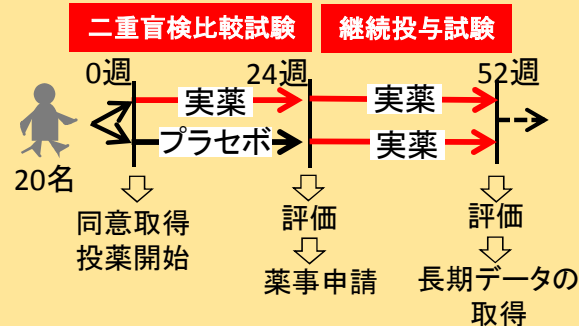 二重盲検比較試験
継続投与試験
0週
24週
52週
実薬
実薬
プラセボ
実薬
20名
同意取得
投薬開始
評価
薬事申請
評価
長期データの
取得